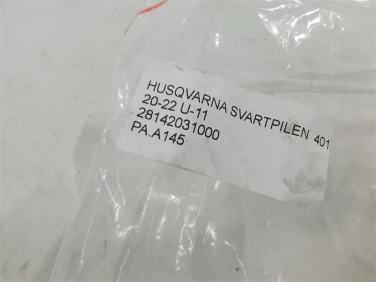 HUSQVARNA SVARTPILEN 401
20-22 U-11
28142031000
PA.A145